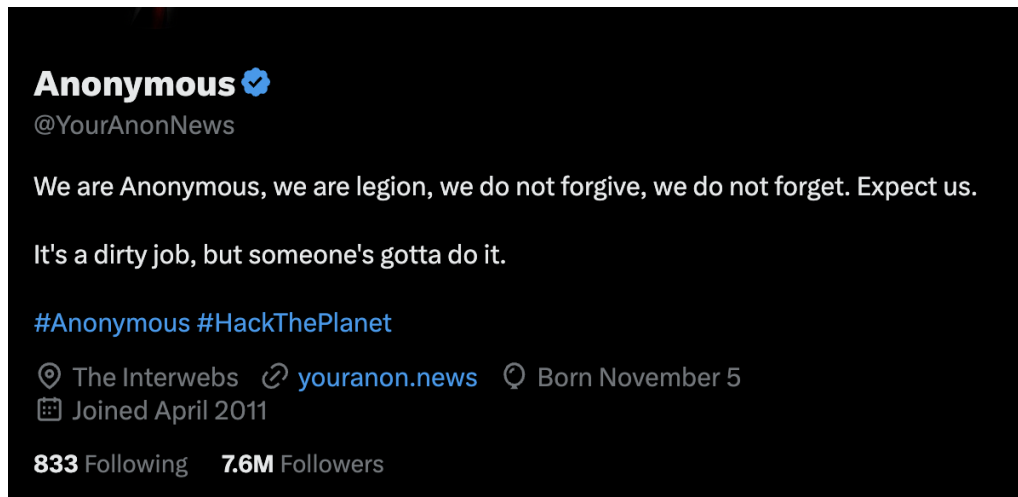 Anonymous
@YourAnonNews
We are Anonymous, we are legion, we do not forgive, we do not forget. Expect us.
It's a dirty job, but someone's gotta do it.
#Anonymous #HackThePlanet
The Interwebs youranon.news Born November 5
Joined April 2011
833 Following 7.6M Followers